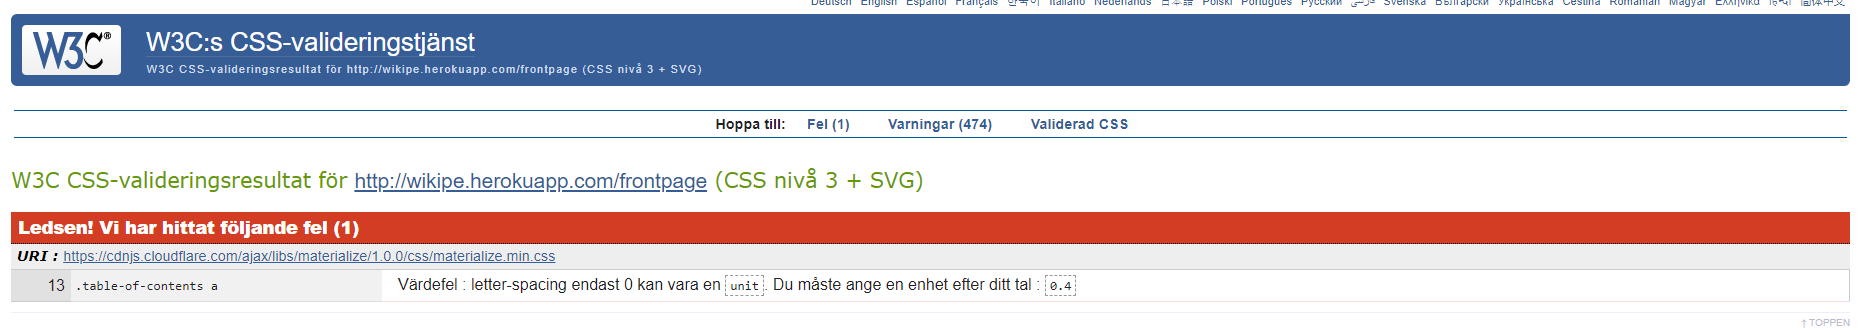 Deutsch English Español Français 한국어 Italiano Nederlands 日本語 Polski Português Русский فارسی Svenska Български Українська Čeština Romanian Magyar Ελληνικά हिन्दी 简体中文
W3C® W3C:s CSS-valideringstjänst
W3C CSS-valideringsresultat för http://wikipe.herokuapp.com/frontpage (CSS nivå 3 + SVG)
Hoppa till: Fel (1) Varningar (474) Validerad CSS
W3C CSS-valideringsresultat för http://wikipe.herokuapp.com/frontpage (CSS nivå 3 + SVG)
Ledsen! Vi har hittat följande fel (1)
URI : https://cdnjs.cloudflare.com/ajax/libs/materialize/1.0.0/css/materialize.min.css
13 .table-of-contents a Värdefel : letter-spacing endast 0 kan vara en unit. Du måste ange en enhet efter ditt tal : 0.4
↑ TOPPEN